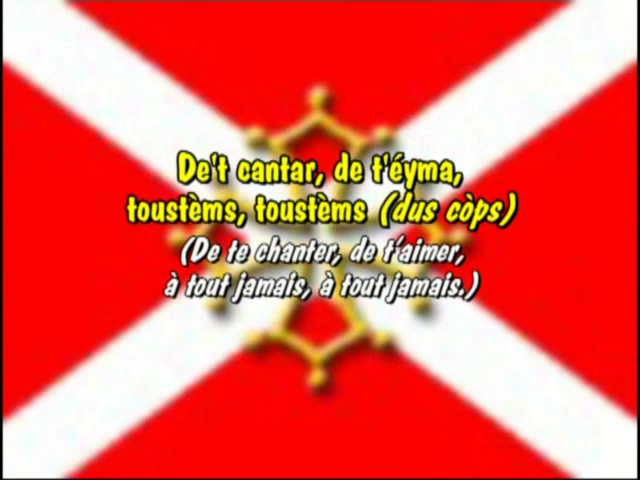 De't cantar, de t'éyma,
toustèms, toustèms (dus còps)
(De te chanter, de t'aimer,
à tout jamais, à tout jamais.)